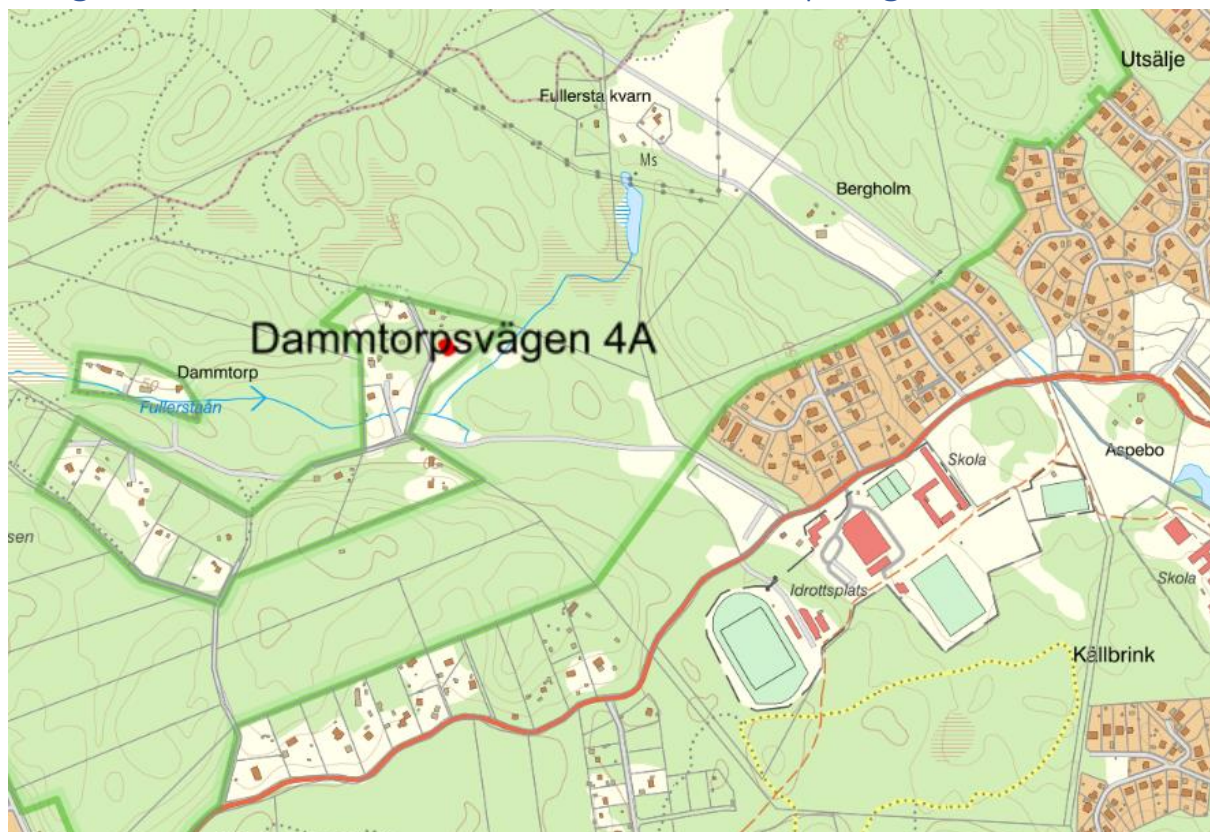 Utsälje
Fullersta kvarn
Ms
Bergholm
Dammtorpsvägen 4A
Dammtorp
Fullerstaån
Skola
Aspebo
sen
Idrottsplats
Skola
Källbrink